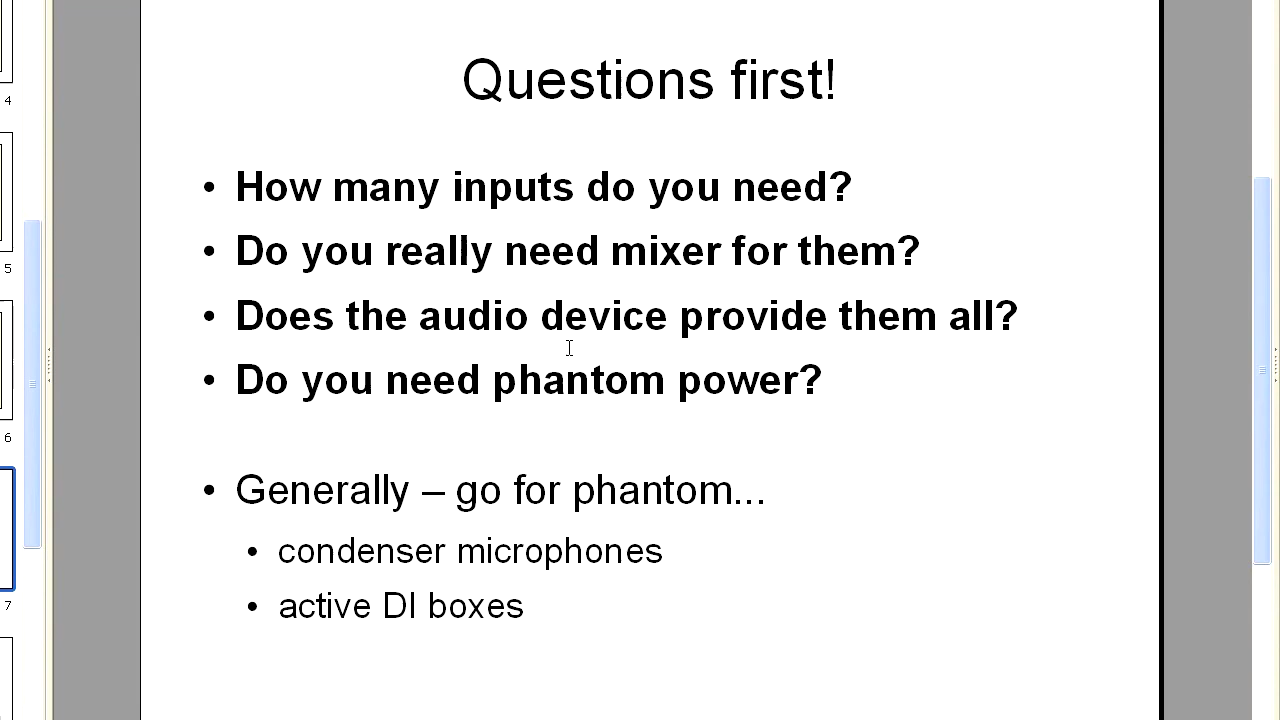 Questions first!
• How many inputs do you need?
• Do you really need mixer for them?
• Does the audio device provide them all?
• Do you need phantom power?
• Generally – go for phantom...
• condenser microphones
• active DI boxes
4
5
6
7